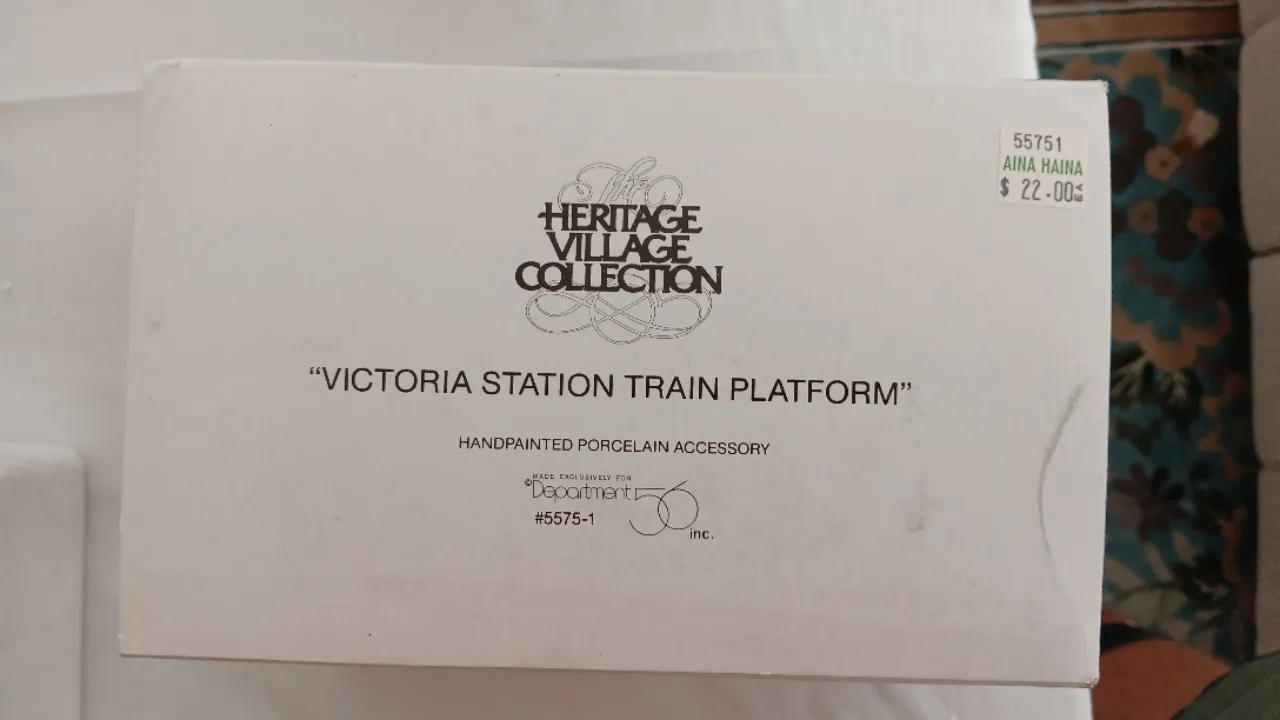 55751
AINA HAINA
$ 22.00
The
HERITAGE
VILLAGE
COLLECTION
“VICTORIA STATION TRAIN PLATFORM”
HANDPAINTED PORCELAIN ACCESSORY
MADE EXCLUSIVELY FOR
©Department 56
#5575-1
inc.